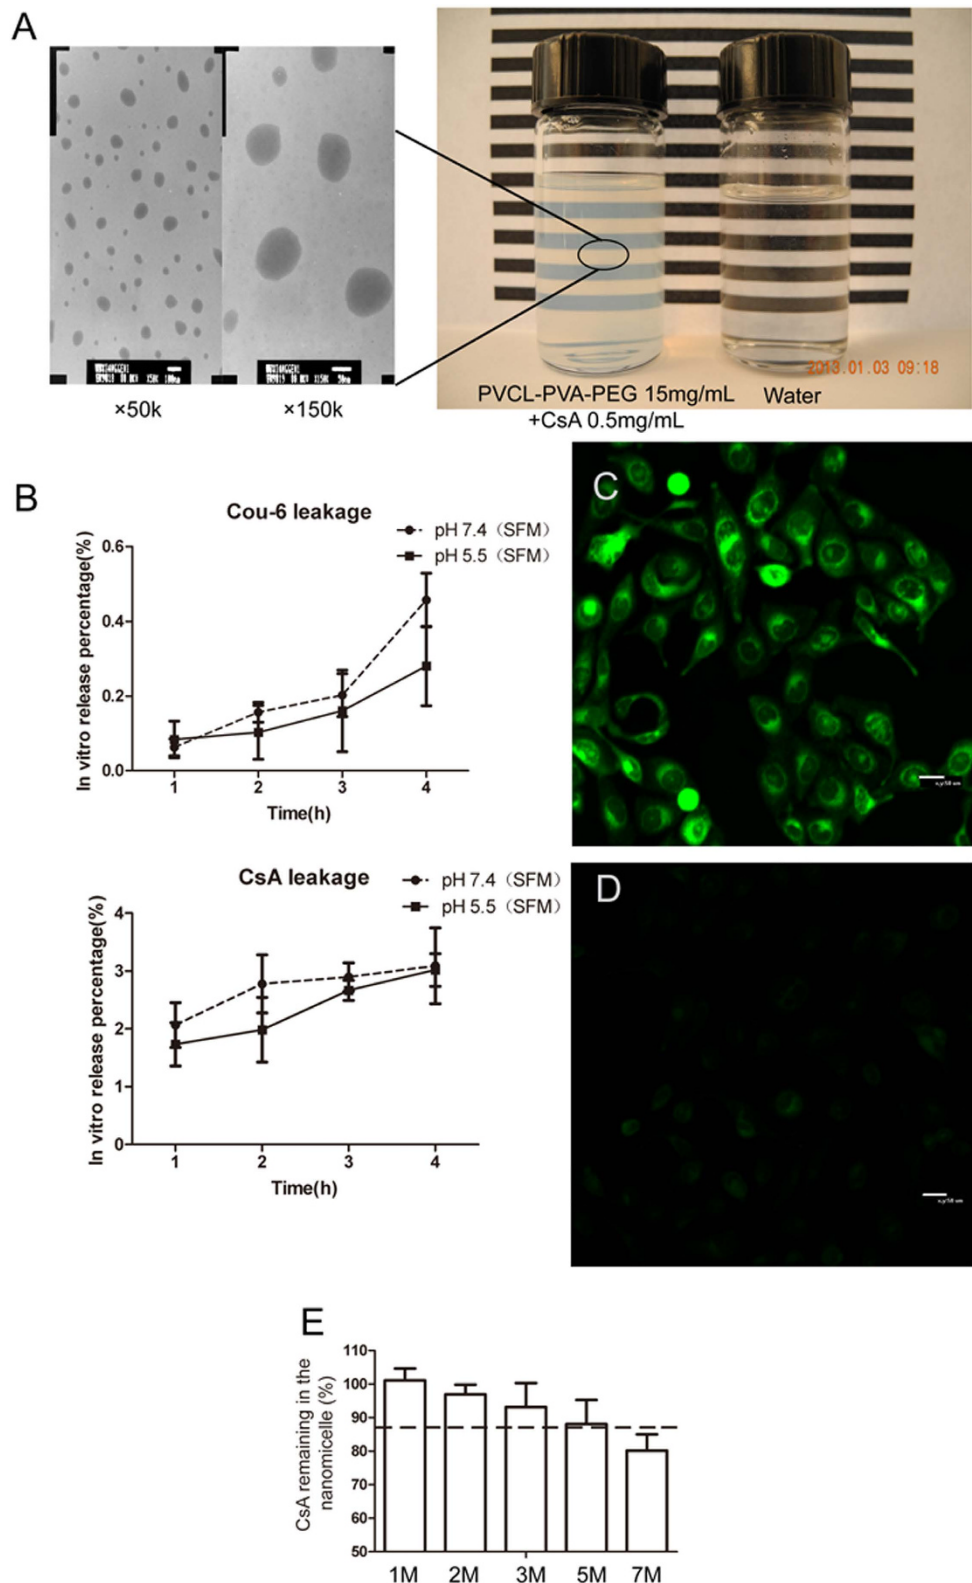 A
×50k
×150k
2013.01.03 09:18
PVCL-PVA-PEG 15mg/mL
+CsA 0.5mg/mL
Water
B
Cou-6 leakage
pH 7.4（SFM）
pH 5.5（SFM）
In vitro release percentage(%)
0.6
0.4
0.2
0.0
1 2 3 4
Time(h)
CsA leakage
pH 7.4（SFM）
pH 5.5（SFM）
In vitro release percentage(%)
4
3
2
1
0
1 2 3 4
Time(h)
C
D
E
CsA remaining in the
nanomicelle (%)
110
100
90
80
70
60
50
1M 2M 3M 5M 7M